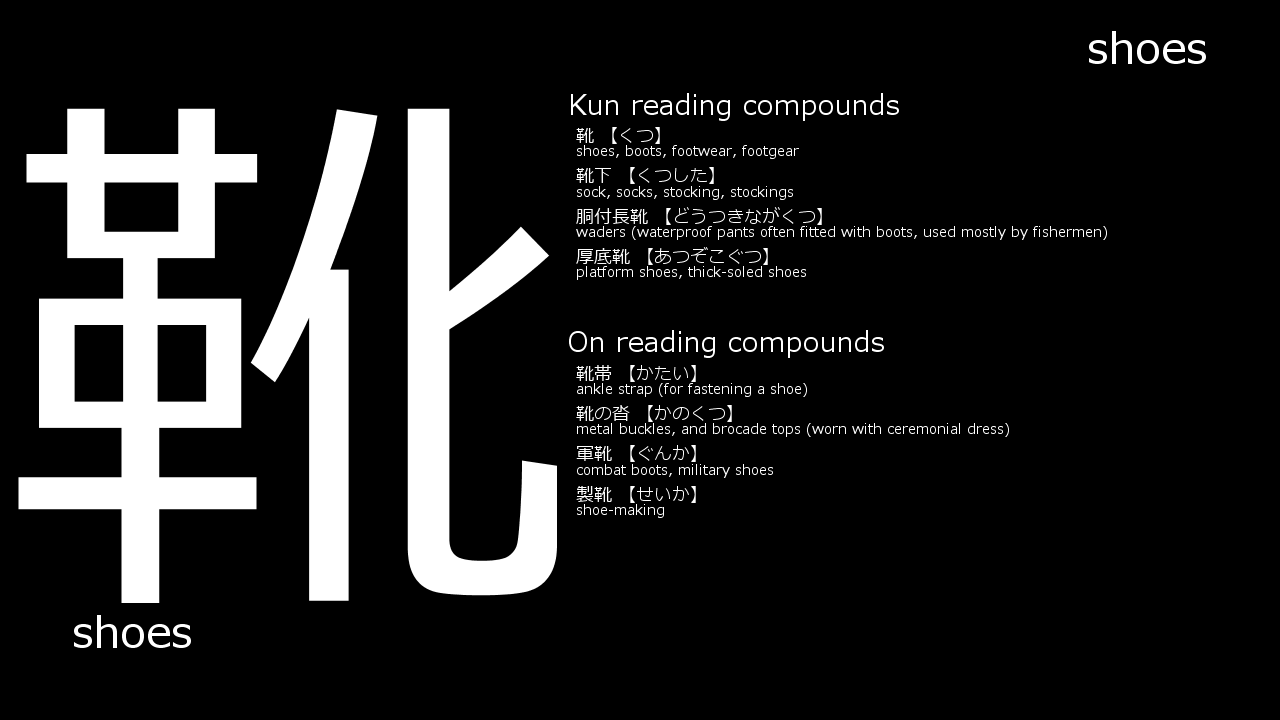 shoes
靴
shoes
Kun reading compounds
靴 【くつ】
shoes, boots, footwear, footgear
靴下 【くつした】
sock, socks, stocking, stockings
胴付長靴 【どうつきながくつ】
waders (waterproof pants often fitted with boots, used mostly by fishermen)
厚底靴 【あつぞこぐつ】
platform shoes, thick-soled shoes
On reading compounds
靴帯 【かたい】
ankle strap (for fastening a shoe)
靴の沓 【かのくつ】
metal buckles, and brocade tops (worn with ceremonial dress)
軍靴 【ぐんか】
combat boots, military shoes
製靴 【せいか】
shoe-making